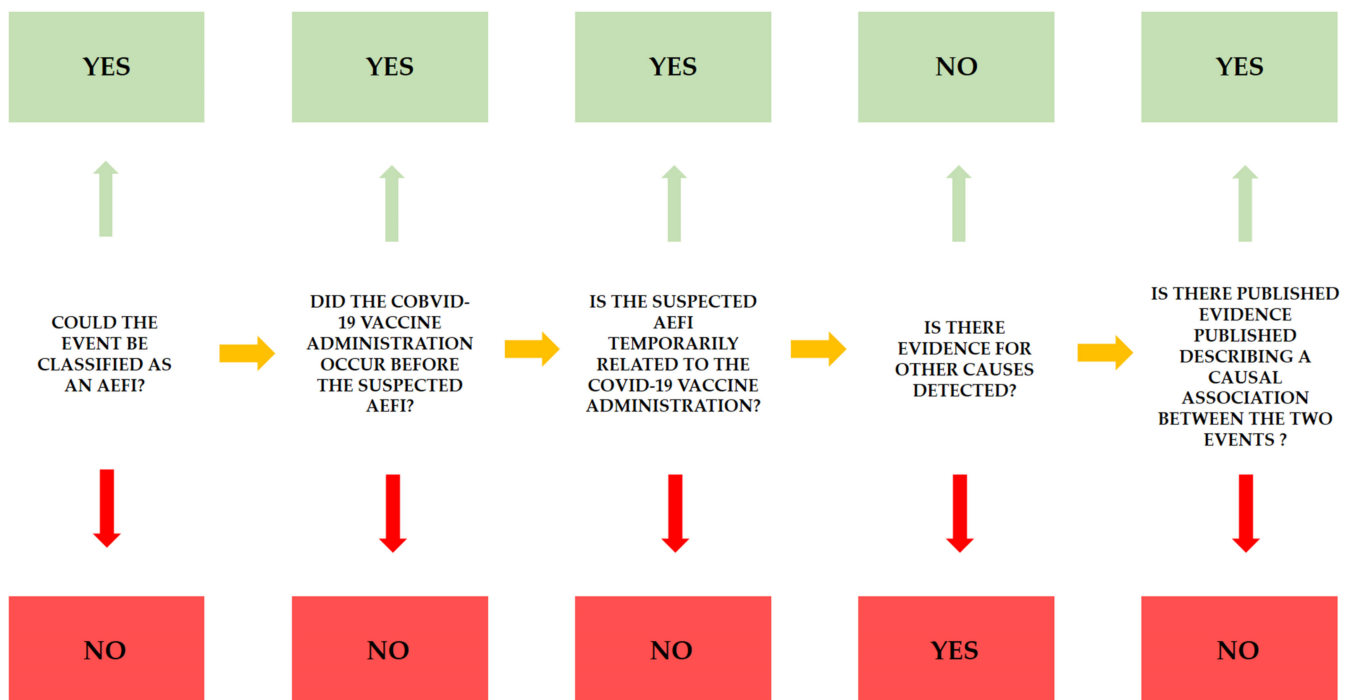 YES
YES
YES
NO
YES
COULD THE
EVENT BE
CLASSIFIED AS
AN AEFI?
DID THE COBVID-
19 VACCINE
ADMINISTRATION
OCCUR BEFORE
THE SUSPECTED
AEFI?
IS THE SUSPECTED
AEFI
TEMPORARILY
RELATED TO THE
COVID-19 VACCINE
ADMINISTRATION?
IS THERE
EVIDENCE FOR
OTHER CAUSES
DETECTED?
IS THERE PUBLISHED
EVIDENCE
PUBLISHED
DESCRIBING A
CAUSAL
ASSOCIATION
BETWEEN THE TWO
EVENTS ?
NO
NO
NO
YES
NO